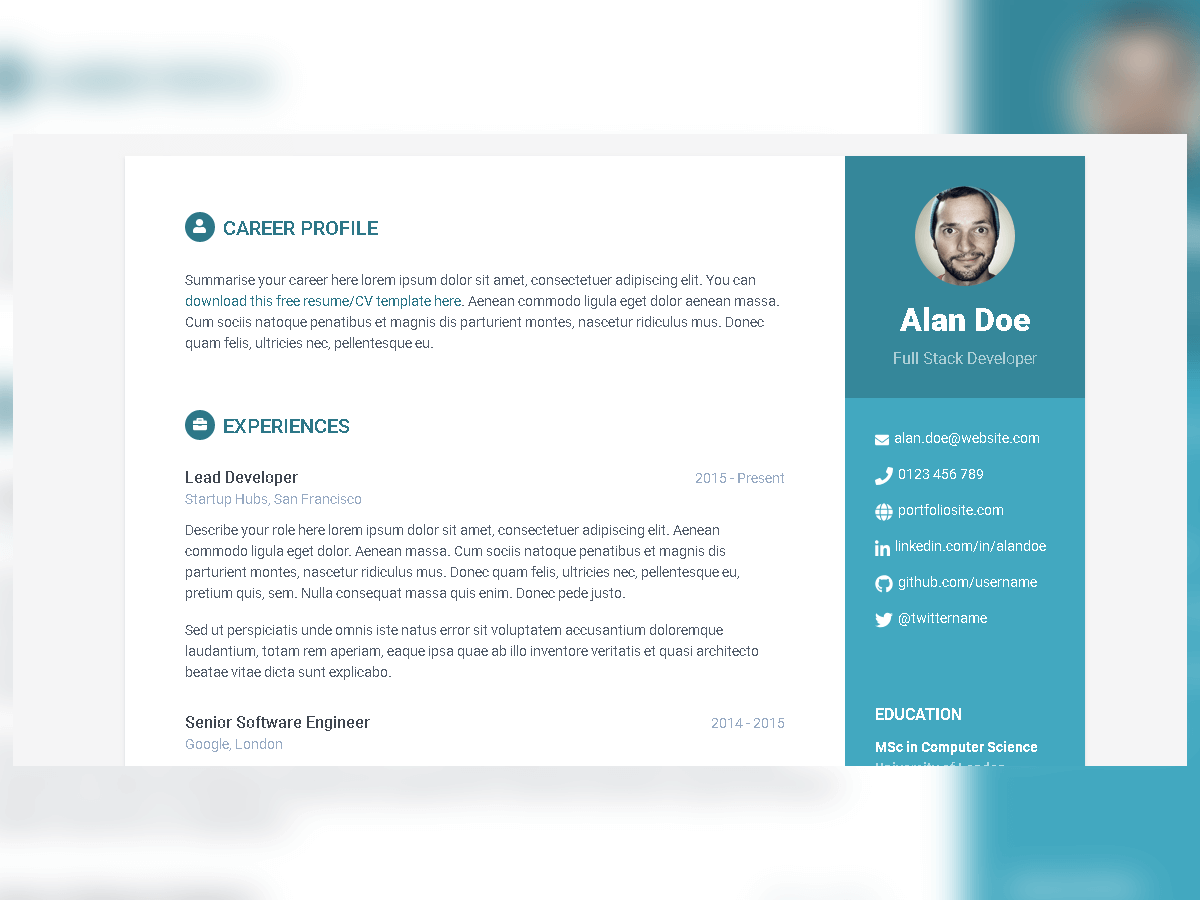 CAREER PROFILE
Summarise your career here lorem ipsum dolor sit amet, consectetuer adipiscing elit. You can
download this free resume/CV template here. Aenean commodo ligula eget dolor aenean massa.
Cum sociis natoque penatibus et magnis dis parturient montes, nascetur ridiculus mus. Donec
quam felis, ultricies nec, pellentesque eu.
EXPERIENCES
Lead Developer
2015 - Present
Startup Hubs, San Francisco
Describe your role here lorem ipsum dolor sit amet, consectetuer adipiscing elit. Aenean
commodo ligula eget dolor. Aenean massa. Cum sociis natoque penatibus et magnis dis
parturient montes, nascetur ridiculus mus. Donec quam felis, ultricies nec, pellentesque eu,
pretium quis, sem. Nulla consequat massa quis enim. Donec pede justo.
Sed ut perspiciatis unde omnis iste natus error sit voluptatem accusantium doloremque
laudantium, totam rem aperiam, eaque ipsa quae ab illo inventore veritatis et quasi architecto
beatae vitae dicta sunt explicabo.
Senior Software Engineer
2014 - 2015
Google, London
Alan Doe
Full Stack Developer
alan.doe@website.com
0123 456 789
portfoliosite.com
linkedin.com/in/alandoe
github.com/username
@twittername
EDUCATION
MSc in Computer Science
University of London